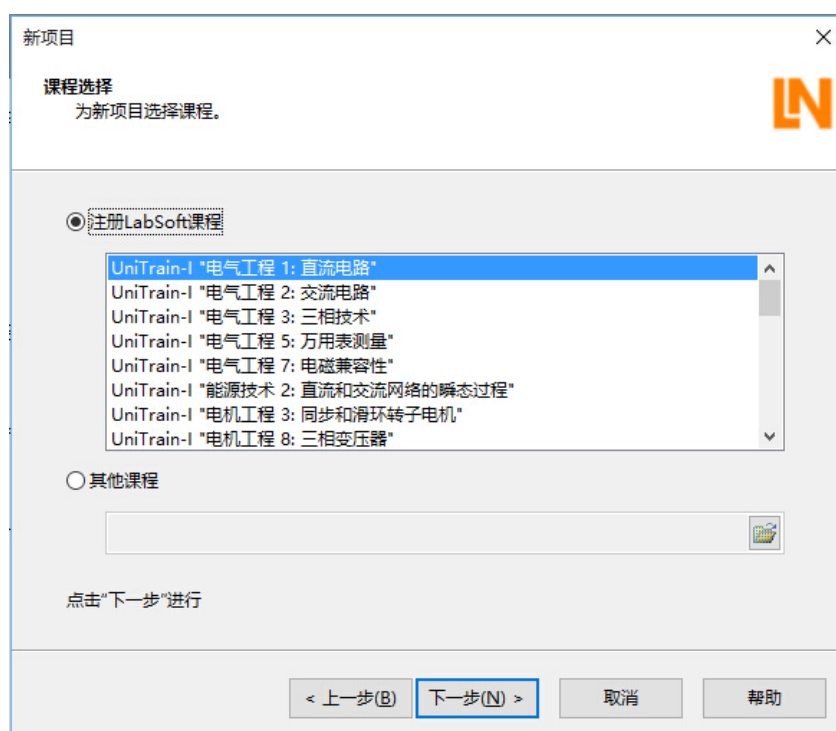 新项目
课程选择
为新项目选择课程。
LN
注册LabSoft课程
UniTrain-I "电气工程 1: 直流电路"
UniTrain-I "电气工程 2: 交流电路"
UniTrain-I "电气工程 3: 三相技术"
UniTrain-I "电气工程 5: 万用表测量"
UniTrain-I "电气工程 7: 电磁兼容性"
UniTrain-I "能源技术 2: 直流和交流网络的瞬态过程"
UniTrain-I "电机工程 3: 同步和滑环转子电机"
UniTrain-I "电机工程 8: 三相变压器"
其他课程
点击"下一步"进行
< 上一步(B) 下一步(N) > 取消 帮助